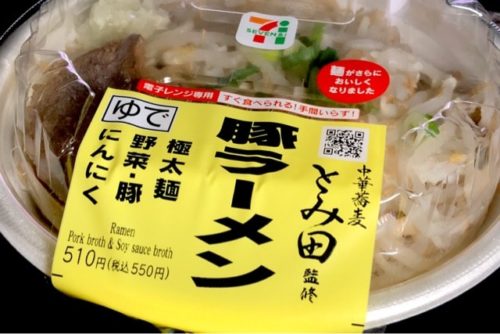 SEVEN & i
麺がさらに
おいしく
なりました
電子レンジ専用
すぐ食べられる！手間いらず！
中華蕎麦
とみ田
監修
豚ラーメン
ゆで
極太麺
野菜・豚
にんにく
Ramen
Pork broth & Soy sauce broth
510円(税込550円)